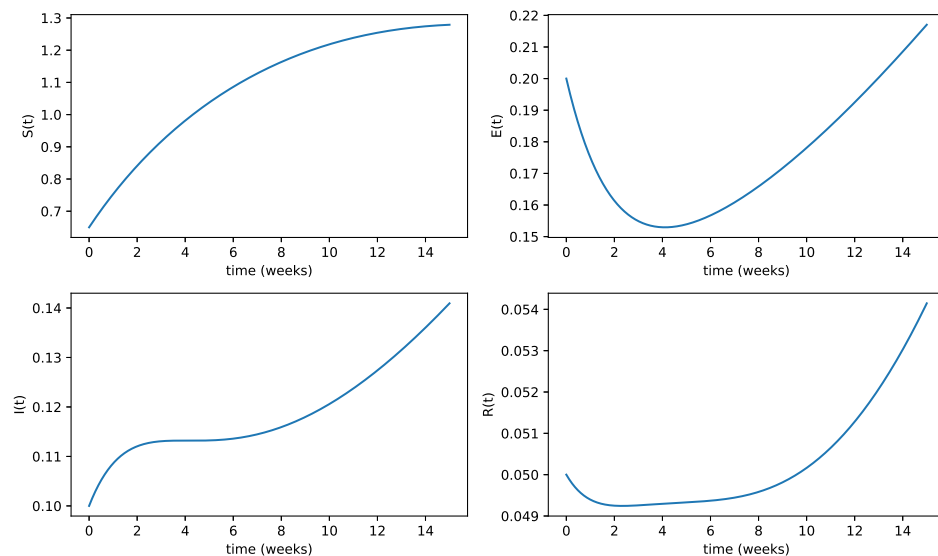 S(t)
1.3
1.2
1.1
1.0
0.9
0.8
0.7
0 2 4 6 8 10 12 14
time (weeks)
E(t)
0.22
0.21
0.20
0.19
0.18
0.17
0.16
0.15
0 2 4 6 8 10 12 14
time (weeks)
I(t)
0.14
0.13
0.12
0.11
0.10
0 2 4 6 8 10 12 14
time (weeks)
R(t)
0.054
0.053
0.052
0.051
0.050
0.049
0 2 4 6 8 10 12 14
time (weeks)